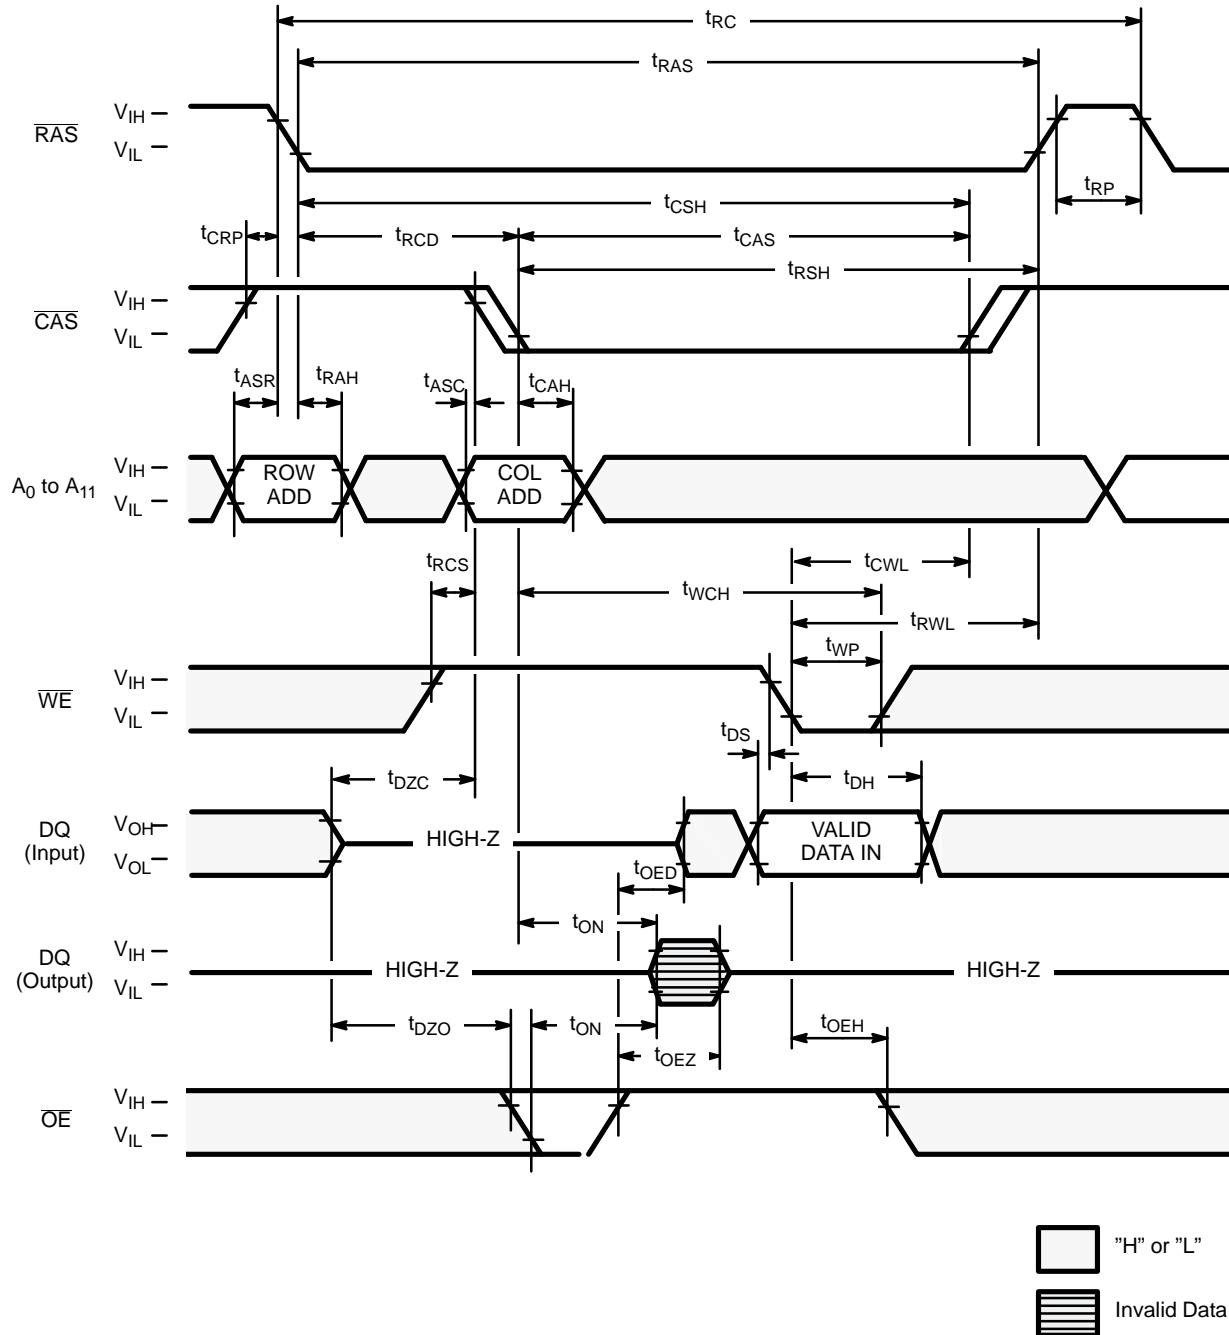 tRC
tRAS
RAS
VIH
VIL
tRP
tCSH
tCRP
tRCD
tCAS
tRSH
CAS
VIH
VIL
tASR
tRAH
tASC
tCAH
A0 to A11
VIH
VIL
ROW
ADD
COL
ADD
tRCS
tCWL
tWCH
tRWL
tWP
WE
VIH
VIL
tDS
tDZC
tDH
DQ
(Input)
VOH
VOL
HIGH-Z
VALID
DATA IN
tOED
tON
DQ
(Output)
VIH
VIL
HIGH-Z
HIGH-Z
tDZO
tON
tOEH
tOEZ
OE
VIH
VIL
”H” or ”L”
Invalid Data